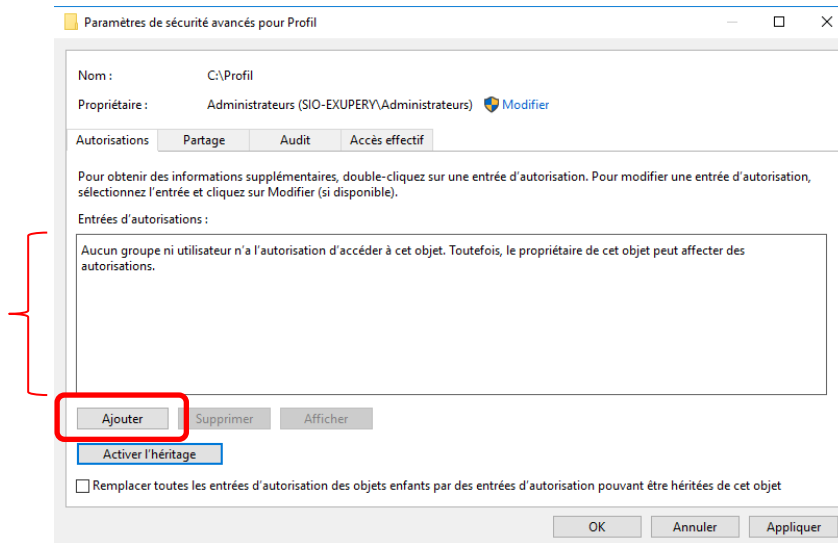 Paramètres de sécurité avancés pour Profil
Nom : C:\Profil
Propriétaire : Administrateurs (SIO-EXUPERY\Administrateurs) Modifier
Autorisations Partage Audit Accès effectif
Pour obtenir des informations supplémentaires, double-cliquez sur une entrée d'autorisation. Pour modifier une entrée d'autorisation,
sélectionnez l'entrée et cliquez sur Modifier (si disponible).
Entrées d'autorisations :
Aucun groupe ni utilisateur n'a l'autorisation d'accéder à cet objet. Toutefois, le propriétaire de cet objet peut affecter des
autorisations.
Ajouter Supprimer Afficher
Activer l'héritage
Remplacer toutes les entrées d'autorisation des objets enfants par des entrées d'autorisation pouvant être héritées de cet objet
OK Annuler Appliquer